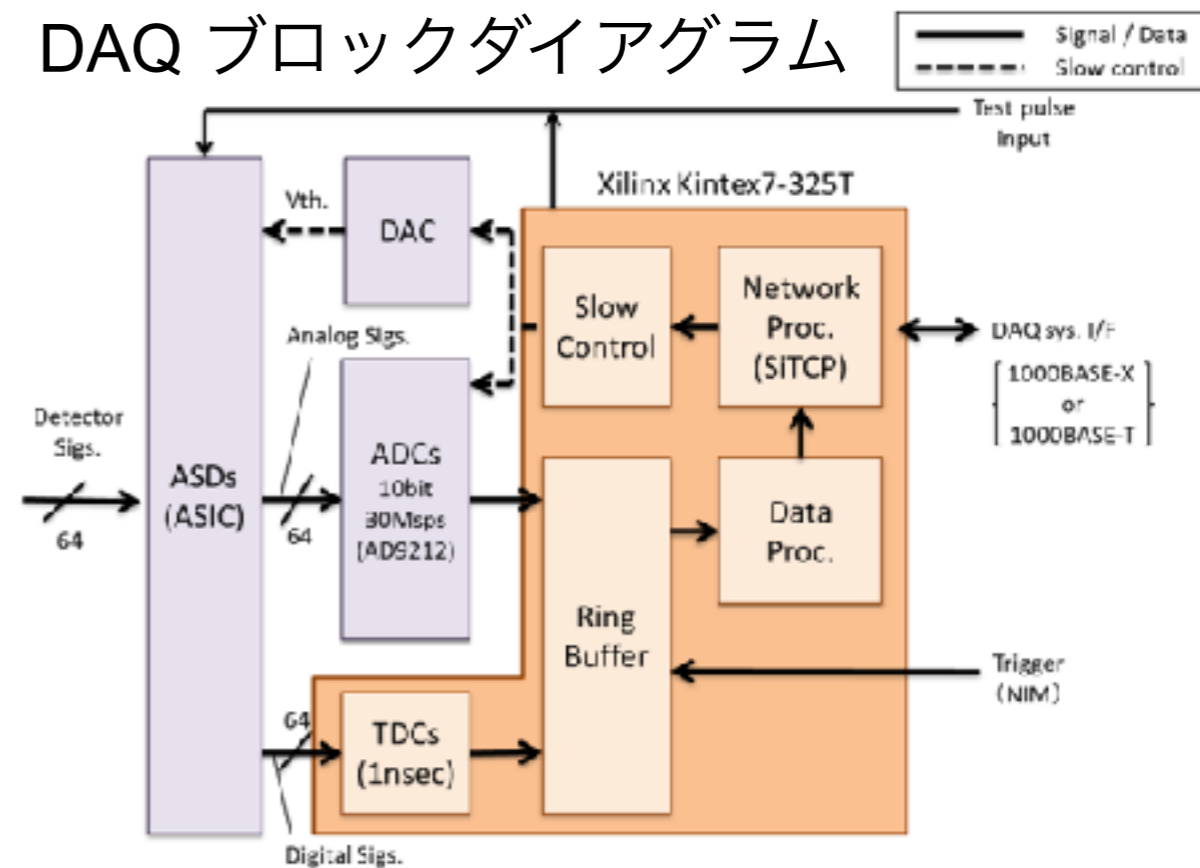 DAQ ブロックダイアグラム
Signal / Data
Slow control
Test pulse
Input
Xilinx Kintex7-325T
Vth.
DAC
Slow
Control
Network
Proc.
(SiTCP)
DAQ sys. I/F
1000BASE-X
or
1000BASE-T
Analog Sigs.
Detector
Sigs.
64
ASDs
(ASIC)
64
ADCs
10bit
30Msps
(AD9212)
Data
Proc.
Ring
Buffer
Trigger
(NIM)
64
TDCs
(1nsec)
Digital Sigs.